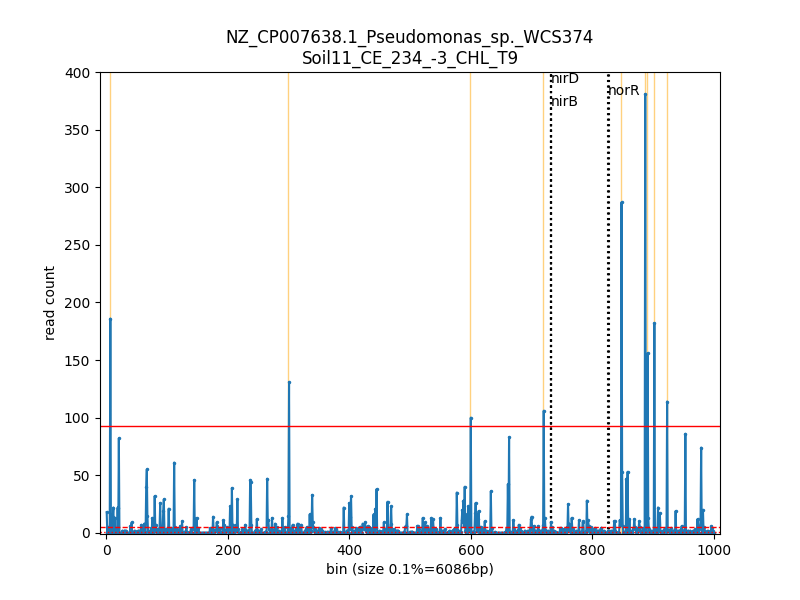 NZ_CP007638.1_Pseudomonas_sp._WCS374
Soil11_CE_234_-3_CHL_T9
400
350
300
250
200
150
100
50
0
read count
nirD
nirB
norR
0
200
400
600
800
1000
bin (size 0.1%=6086bp)